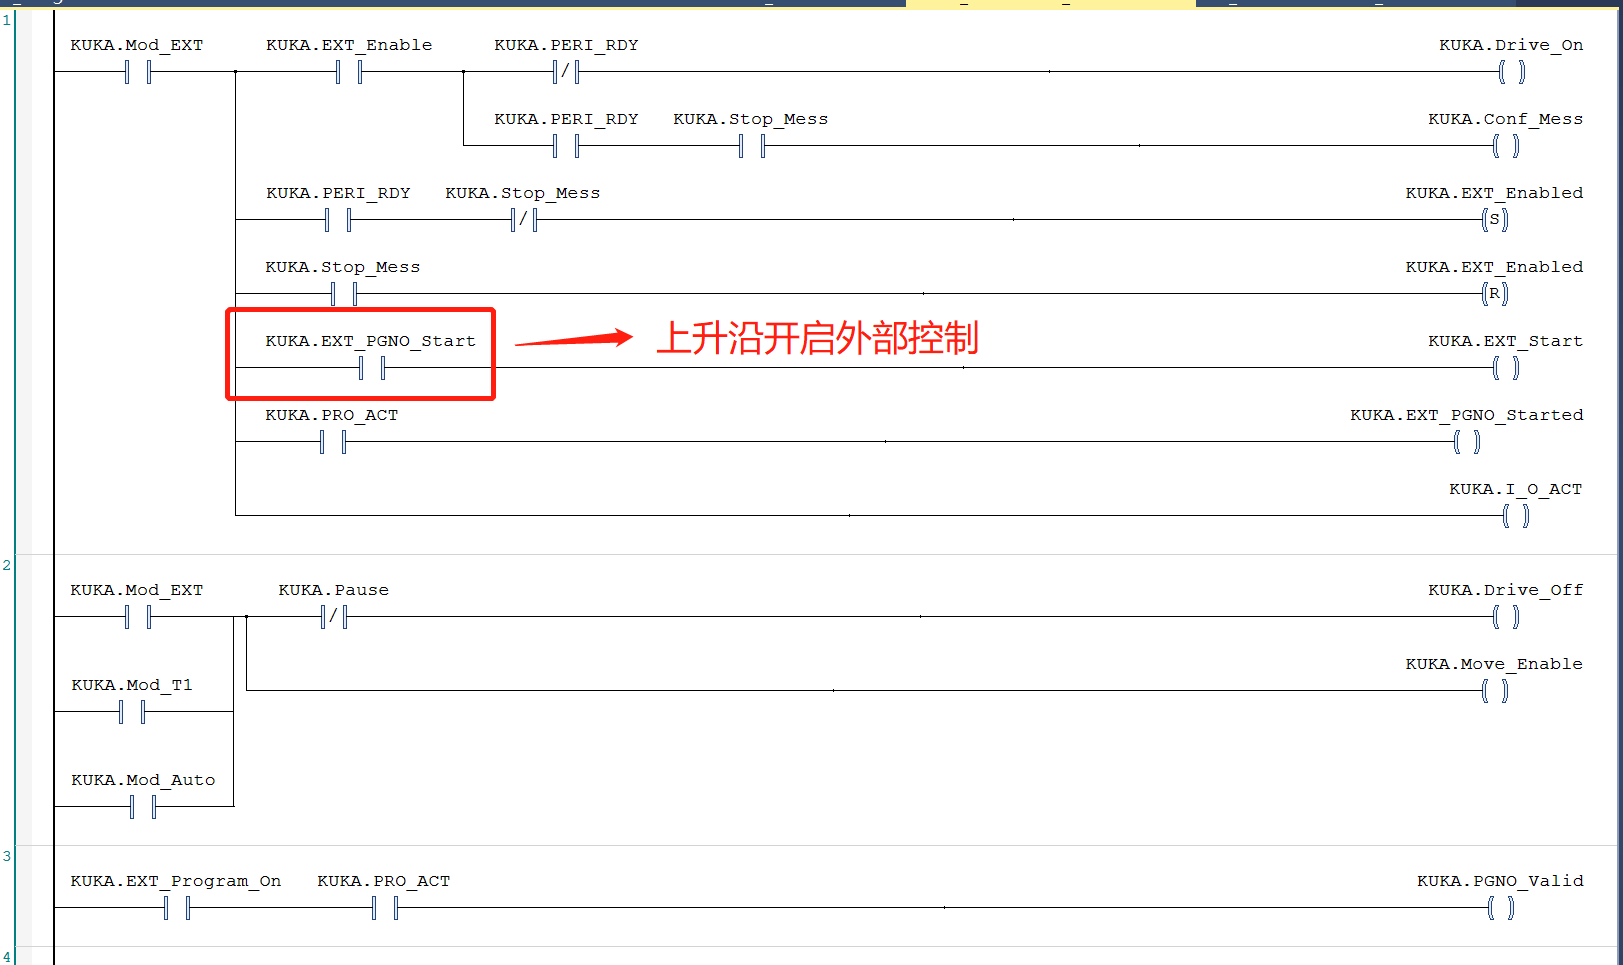 1
KUKA.Mod_EXT KUKA.EXT_Enable KUKA.PERI_RDY KUKA.Drive_On
/
KUKA.PERI_RDY KUKA.Stop_Mess KUKA.Conf_Mess
KUKA.PERI_RDY KUKA.Stop_Mess KUKA.EXT_Enabled
/ S
KUKA.Stop_Mess KUKA.EXT_Enabled
R
KUKA.EXT_PGNO_Start 上升沿开启外部控制 KUKA.EXT_Start
KUKA.PRO_ACT KUKA.EXT_PGNO_Started
KUKA.I_O_ACT
2
KUKA.Mod_EXT KUKA.Pause KUKA.Drive_Off
/
KUKA.Move_Enable
KUKA.Mod_T1
KUKA.Mod_Auto
3
KUKA.EXT_Program_On KUKA.PRO_ACT KUKA.PGNO_Valid
4